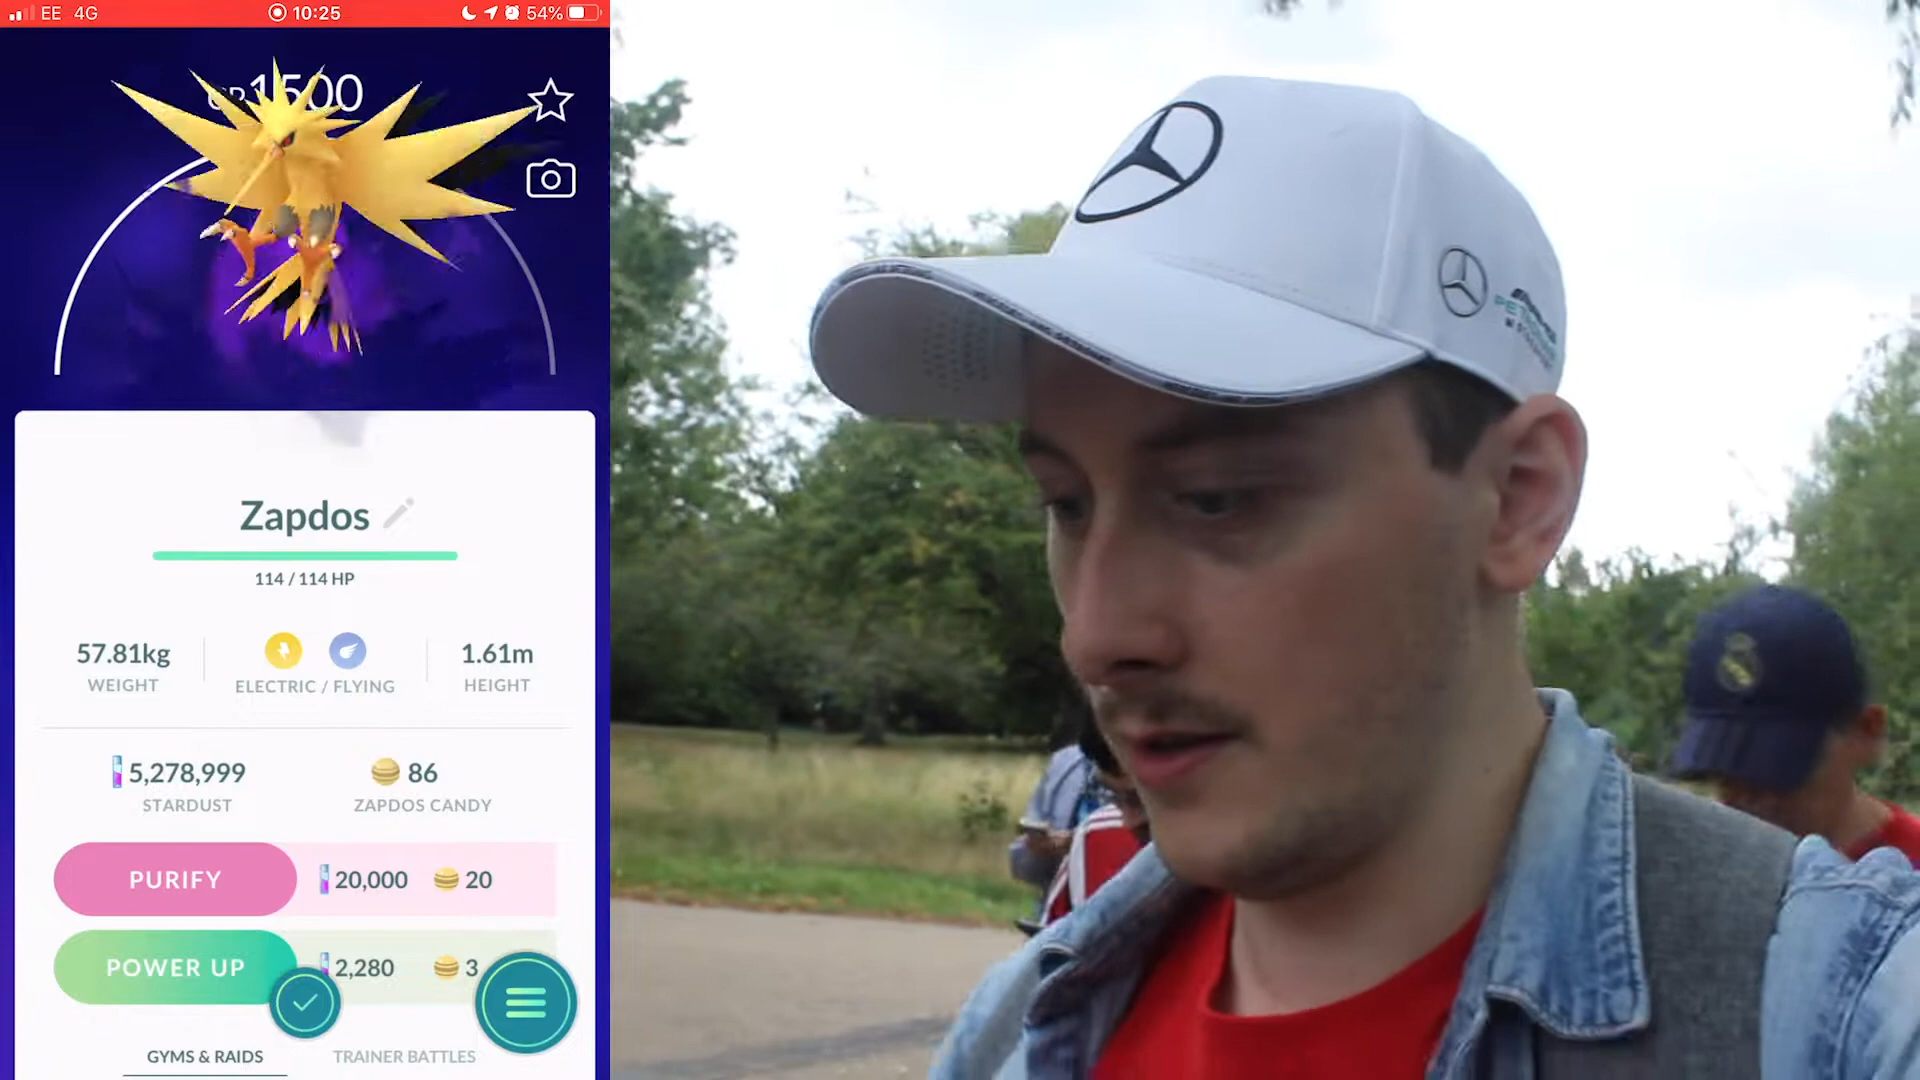 EE 4G 10:25 54%
CP1500
Zapdos
114 / 114 HP
57.81kg
WEIGHT
ELECTRIC / FLYING
1.61m
HEIGHT
5,278,999
STARDUST
86
ZAPDOS CANDY
PURIFY 20,000 20
POWER UP 2,280 3
GYMS & RAIDS TRAINER BATTLES